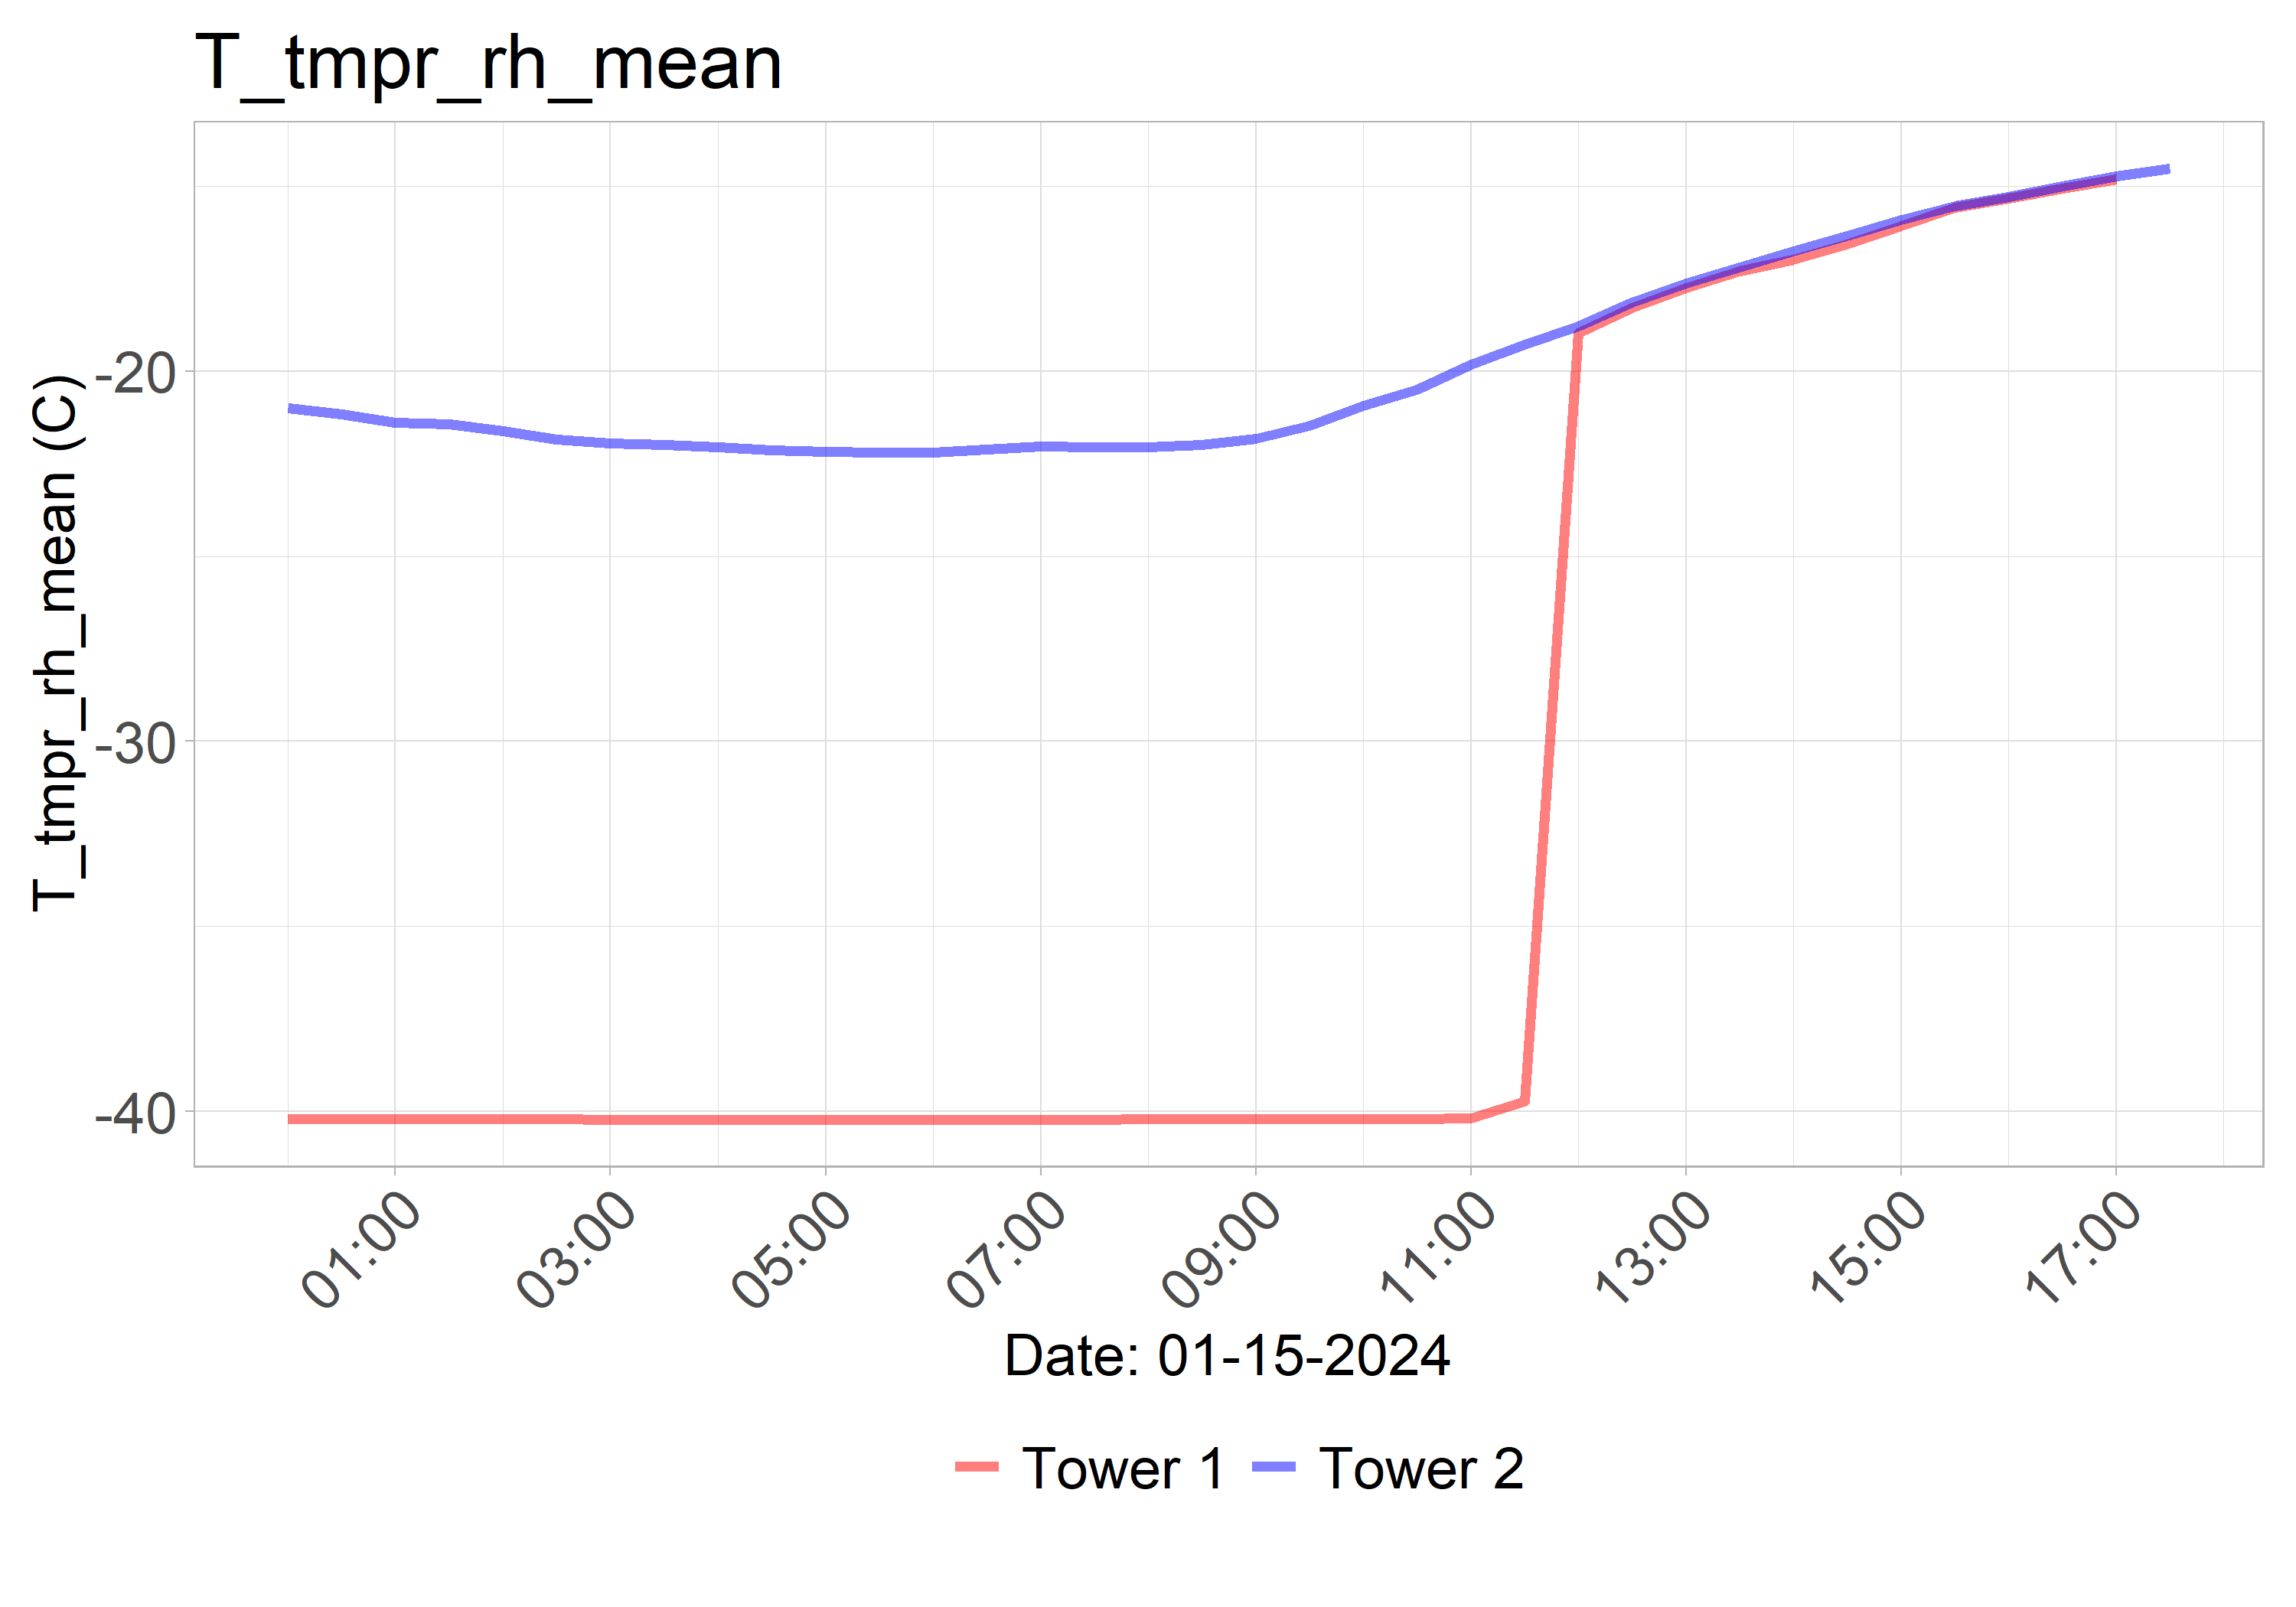 T_tmpr_rh_mean
T_tmpr_rh_mean (C)
-20
-30
-40
01:00
03:00
05:00
07:00
09:00
11:00
13:00
15:00
17:00
Date: 01-15-2024
Tower 1
Tower 2